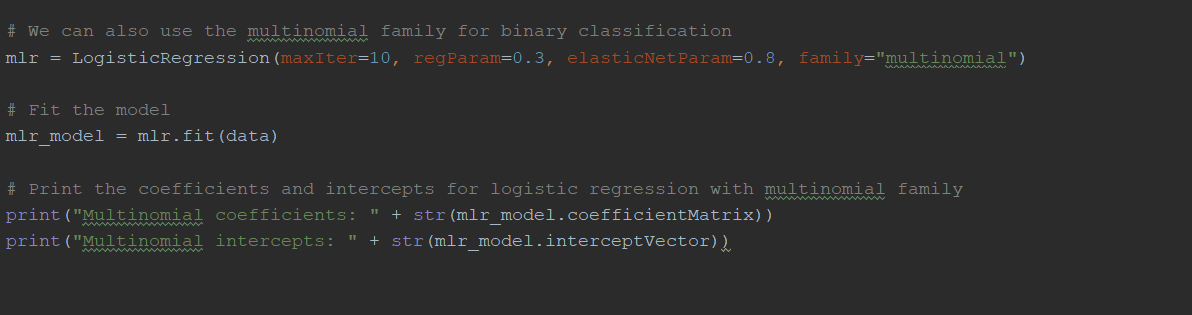 # We can also use the multinomial family for binary classification
mlr = LogisticRegression(maxIter=10, regParam=0.3, elasticNetParam=0.8, family="multinomial")
# Fit the model
mlr_model = mlr.fit(data)
# Print the coefficients and intercepts for logistic regression with multinomial family
print("Multinomial coefficients: " + str(mlr_model.coefficientMatrix))
print("Multinomial intercepts: " + str(mlr_model.interceptVector))